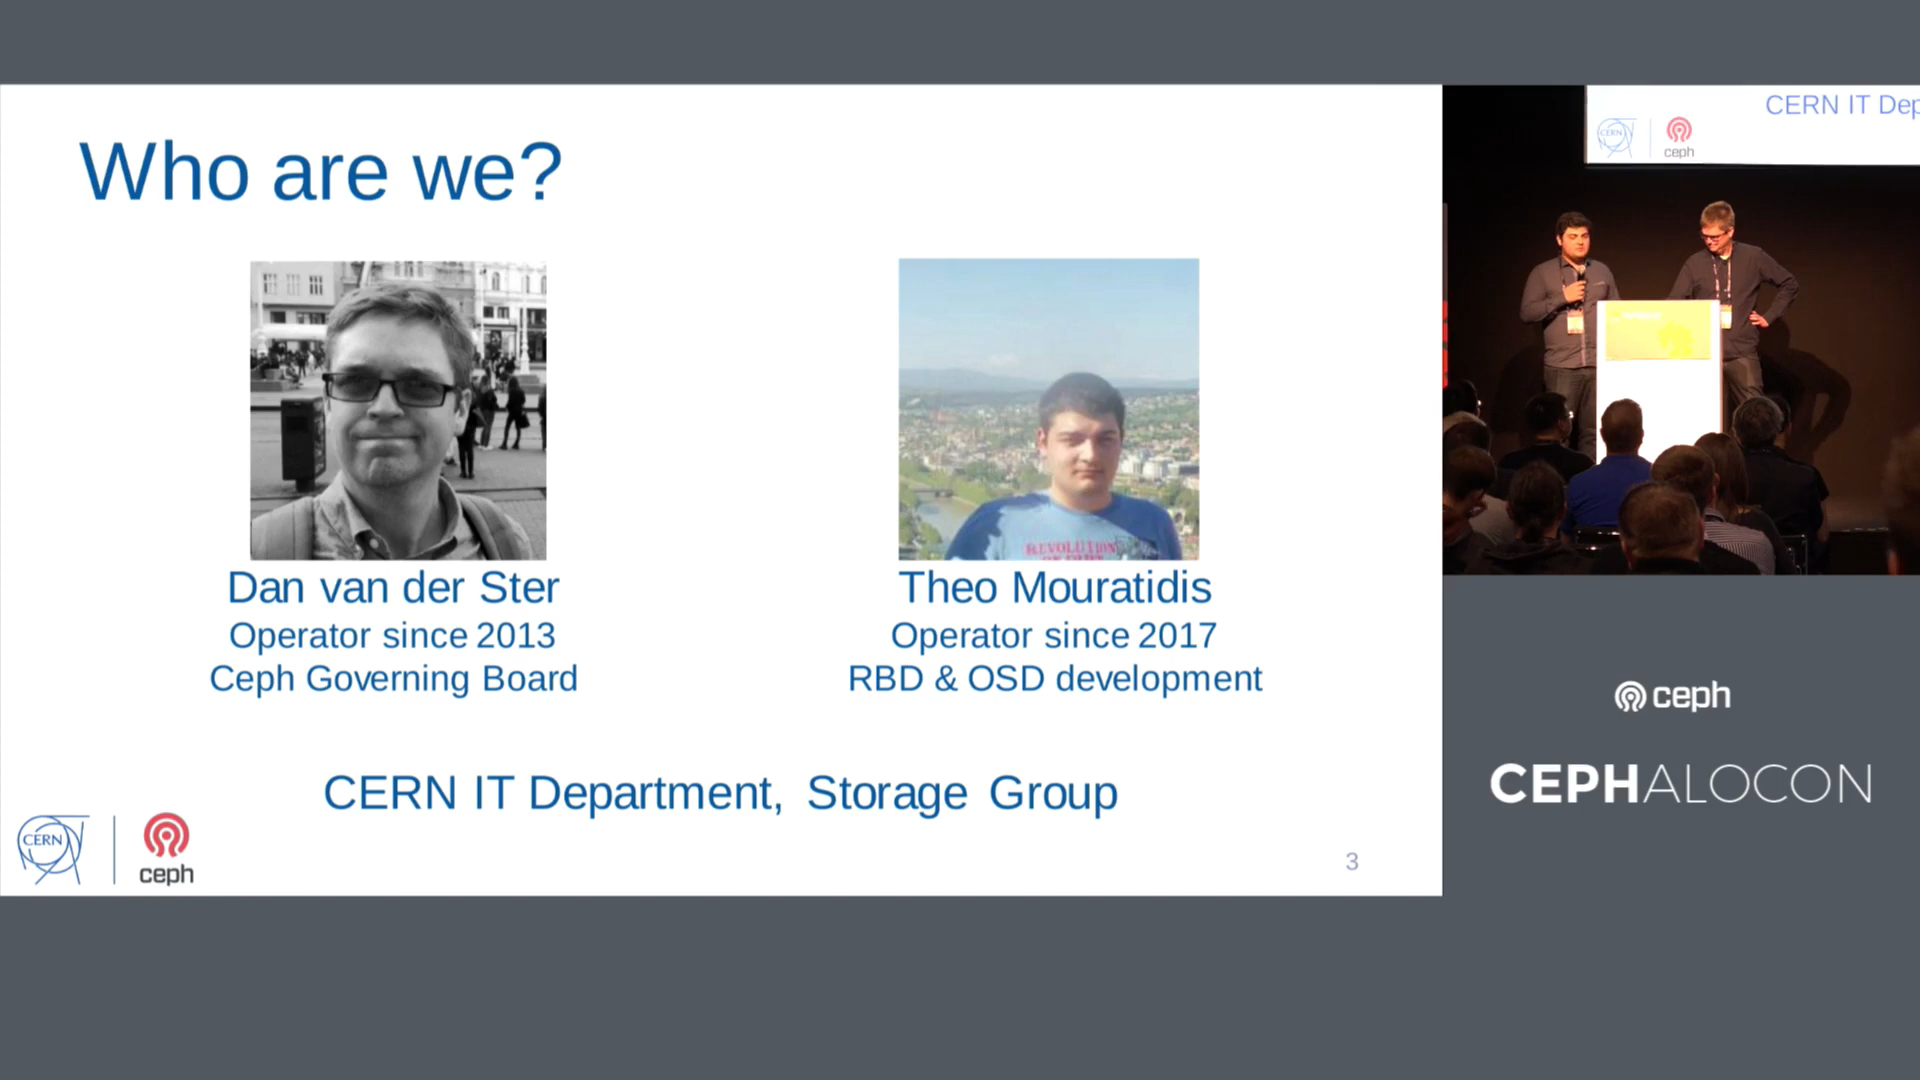 Who are we?
Dan van der Ster
Operator since 2013
Ceph Governing Board
REVOLUTION
Theo Mouratidis
Operator since 2017
RBD & OSD development
CERN IT Department, Storage Group
CERN
ceph
3
CERN IT Dep
CERN
ceph
ceph
CEPHALOCON